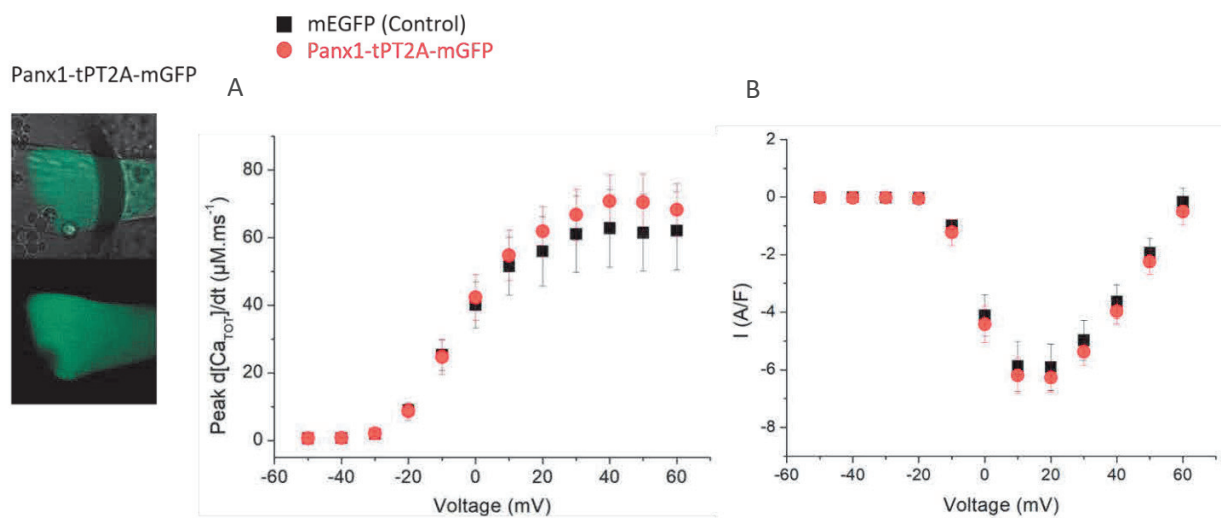 mEGFP (Control)
Panx1-tPT2A-mGFP
Panx1-tPT2A-mGFP
A
B
Peak d[Ca_TOT]/dt (µM.ms⁻¹)
80
60
40
20
0
-60 -40 -20 0 20 40 60
Voltage (mV)
I (A/F)
2
0
-2
-4
-6
-8
-60 -40 -20 0 20 40 60
Voltage (mV)